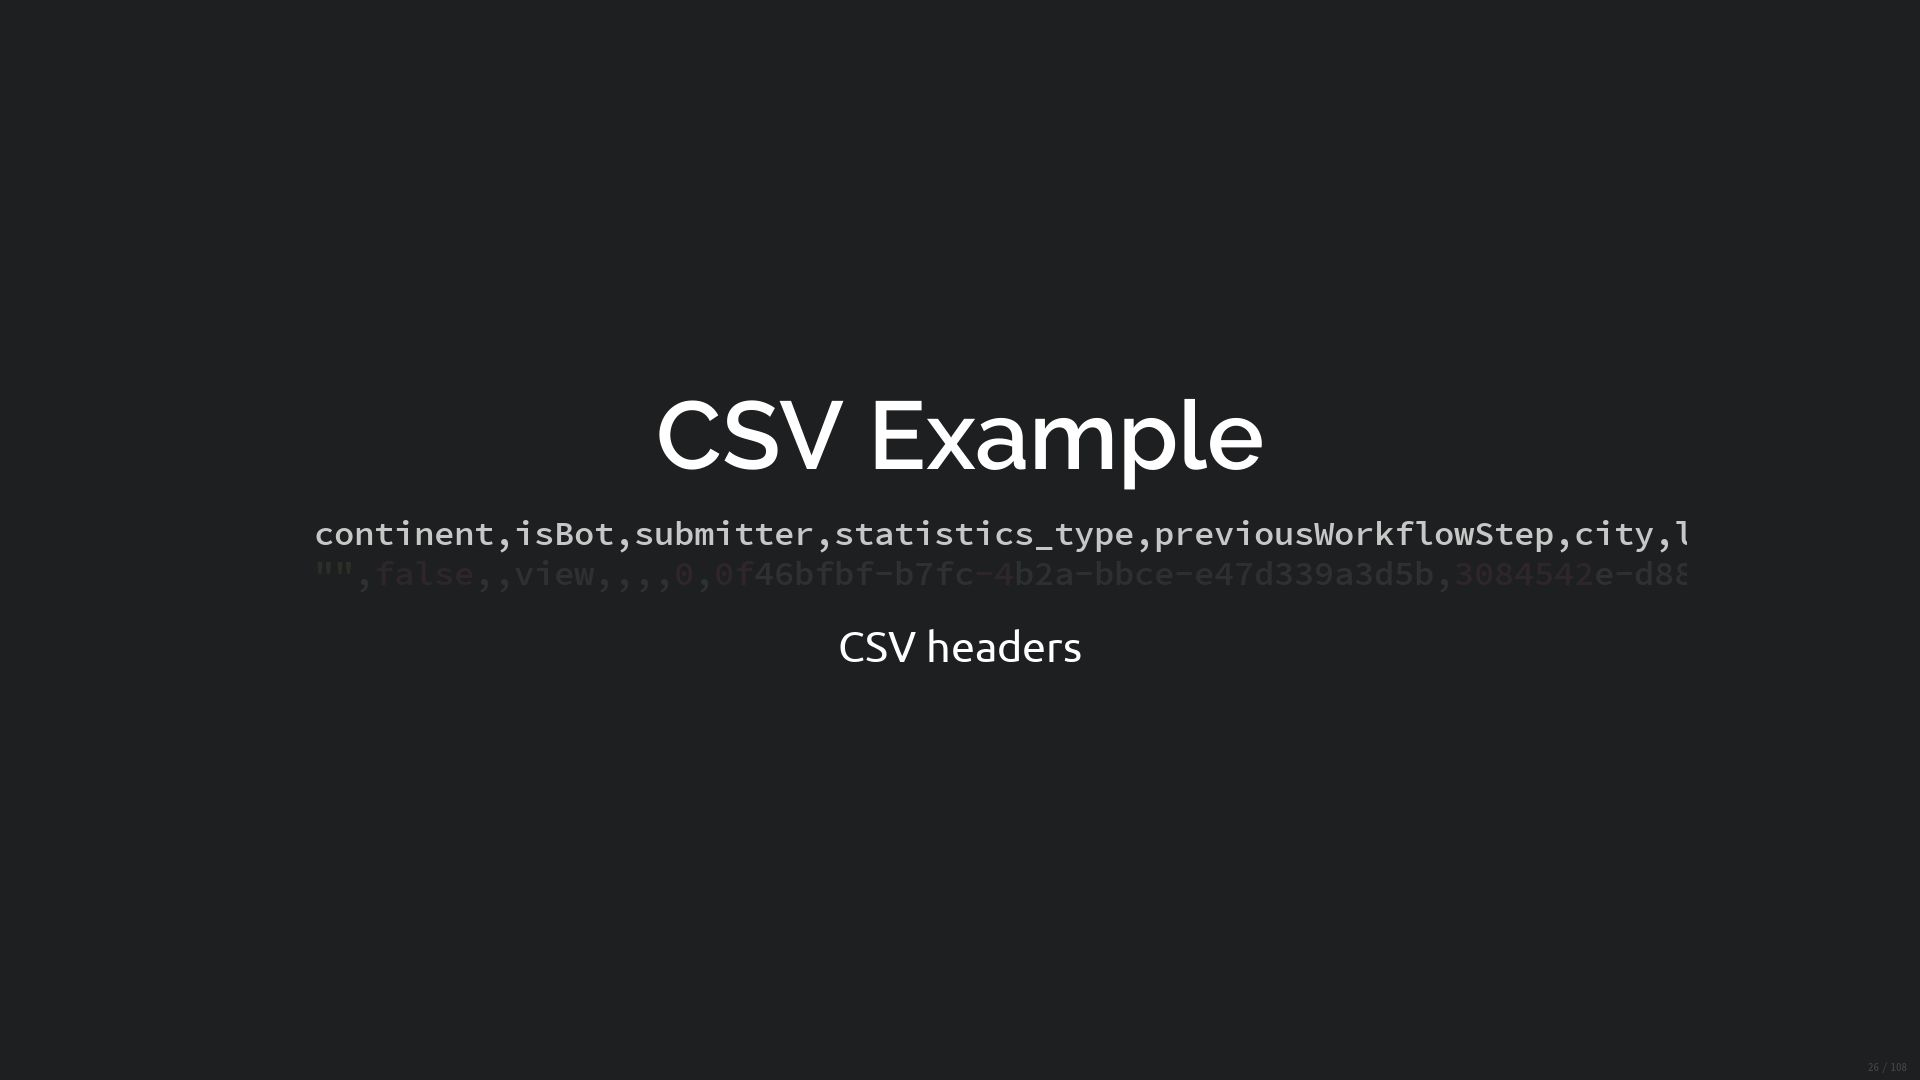 CSV Example
continent,isBot,submitter,statistics_type,previousWorkflowStep,city,l
"",false,,view,,,,0,0f46bfbf-b7fc-4b2a-bbce-e47d339a3d5b,3084542e-d88
CSV headers
26 / 108